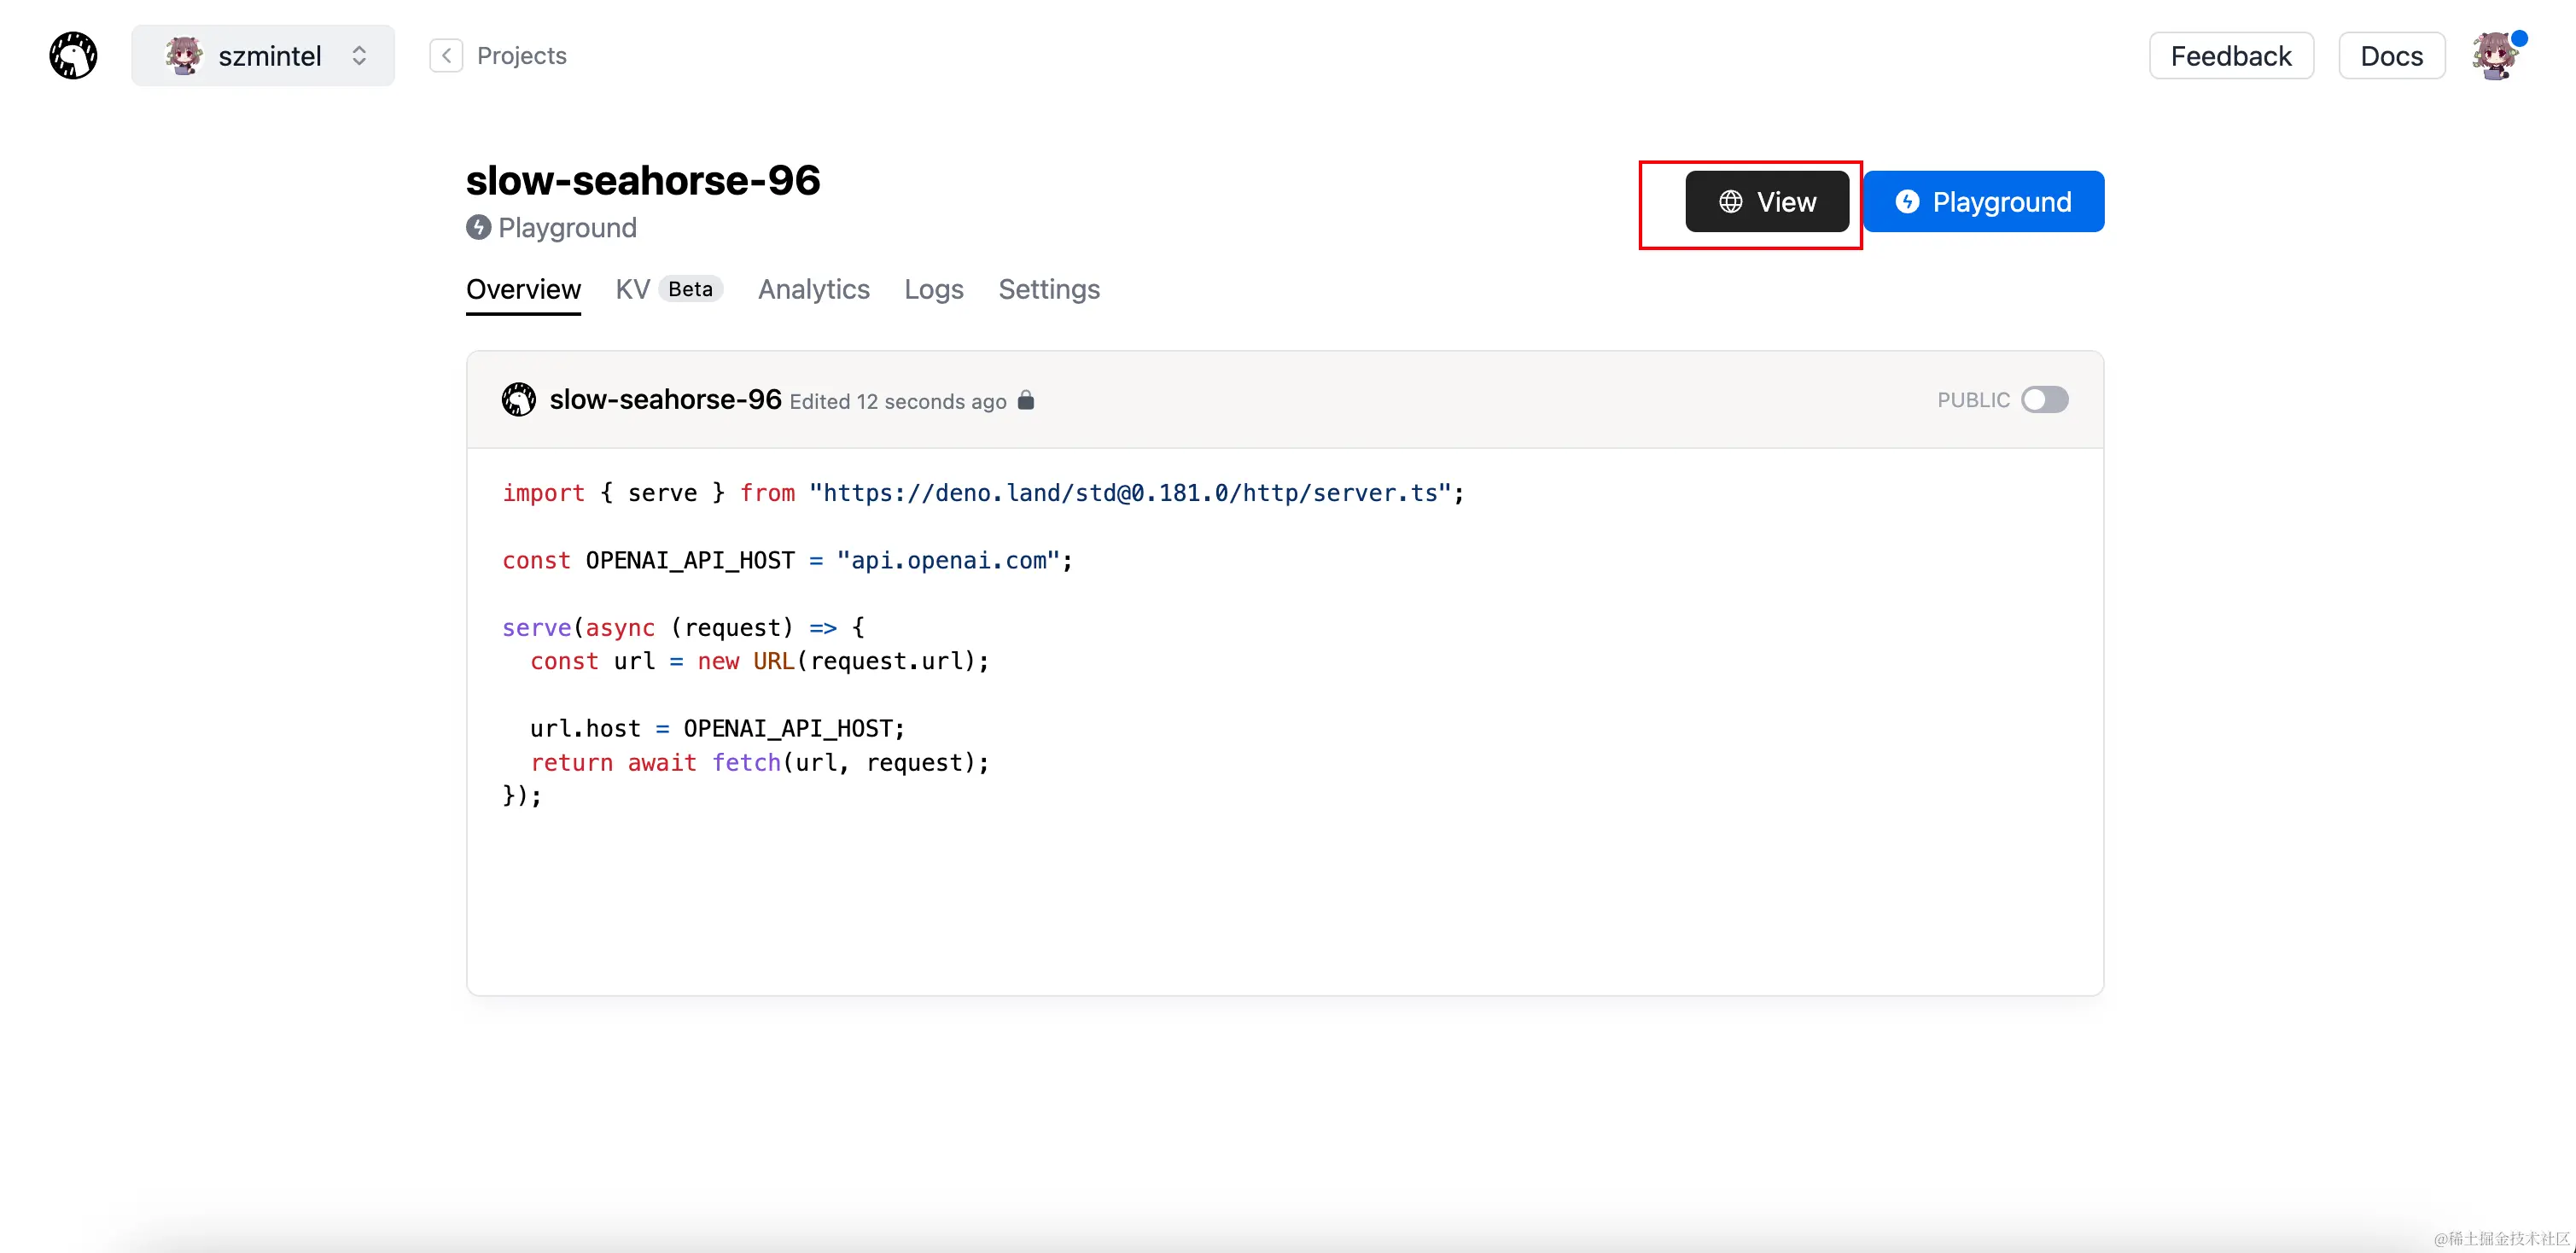 szmintel
Projects
Feedback
Docs
slow-seahorse-96
Playground
View
Playground
Overview
KV Beta
Analytics
Logs
Settings
slow-seahorse-96 Edited 12 seconds ago
PUBLIC
import { serve } from "https://deno.land/std@0.181.0/http/server.ts";
const OPENAI_API_HOST = "api.openai.com";
serve(async (request) => {
  const url = new URL(request.url);
  url.host = OPENAI_API_HOST;
  return await fetch(url, request);
});
@稀土掘金技术社区